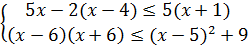 5x − 2(x − 4) ≤ 5(x + 1)
(x − 6)(x + 6) ≤ (x − 5)² + 9